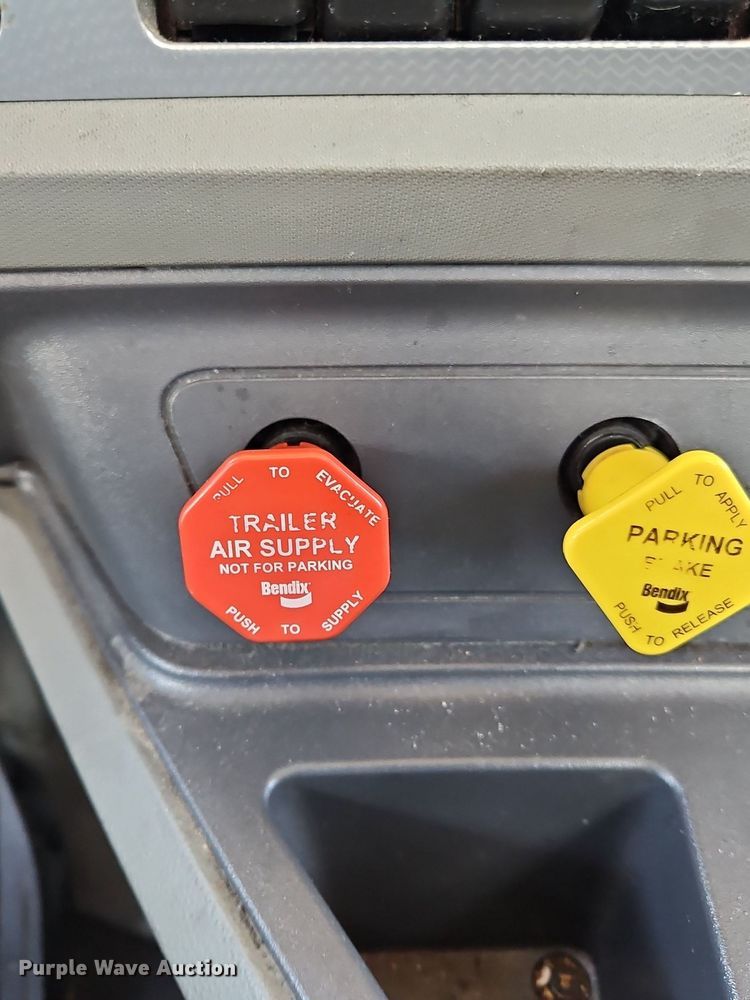 PULL TO EVACUATE
TRAILER
AIR SUPPLY
NOT FOR PARKING
Bendix
PUSH TO SUPPLY
PULL TO APPLY
PARKING
Bendix
PUSH TO RELEASE
Purple Wave Auction